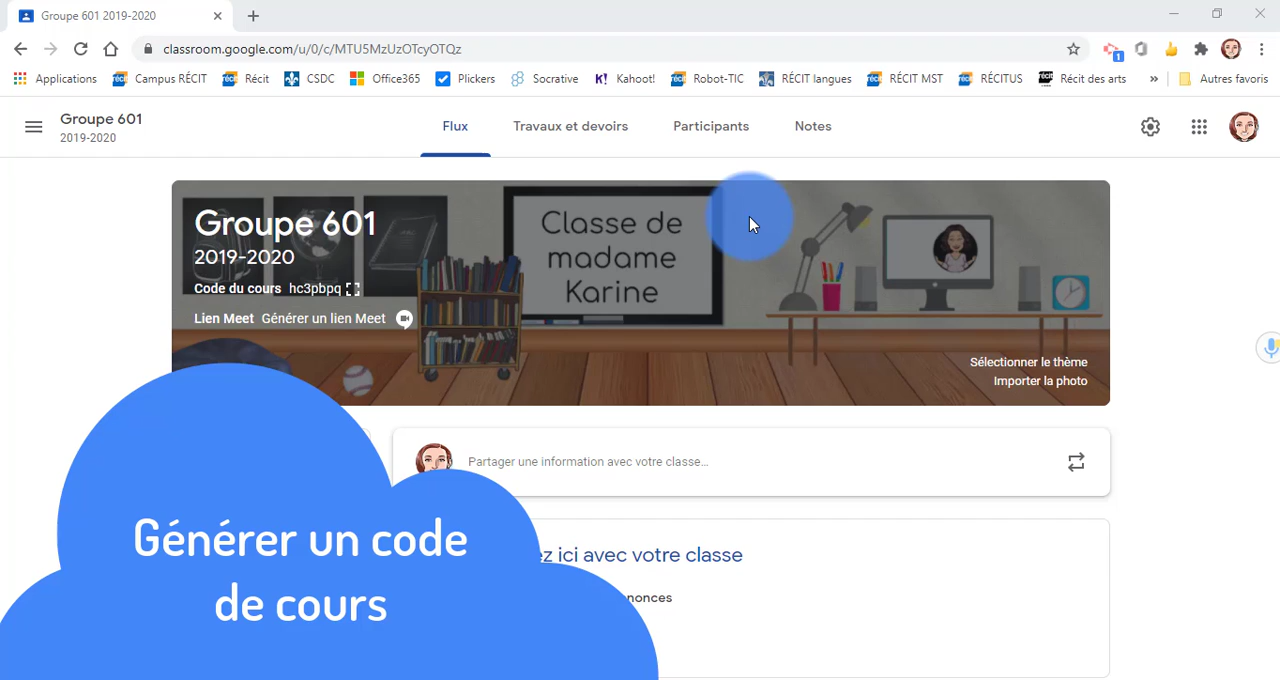 Groupe 601 2019-2020
classroom.google.com/u/0/c/MTU5MzUzOTcyOTQz
Applications Campus RÉCIT Récit CSDC Office365 Plickers Socrative K! Kahoot! Robot-TIC RÉCIT langues RÉCIT MST RÉCITUS Récit des arts » Autres favoris
1
Groupe 601
2019-2020
Flux Travaux et devoirs Participants Notes
Groupe 601
2019-2020
Code du cours hc3pbpq
Lien Meet Générer un lien Meet
Classe de
madame
Karine
Sélectionner le thème
Importer la photo
Partager une information avec votre classe...
ez ici avec votre classe
nonces
Générer un code
de cours